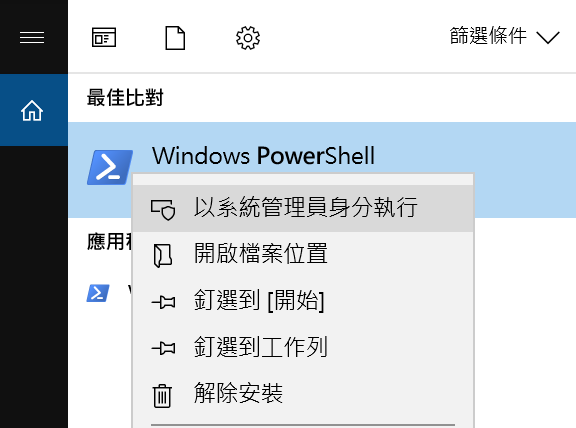 篩選條件
最佳比對
Windows PowerShell
以系統管理員身分執行
應用
開啟檔案位置
釘選到 [開始]
釘選到工作列
解除安裝